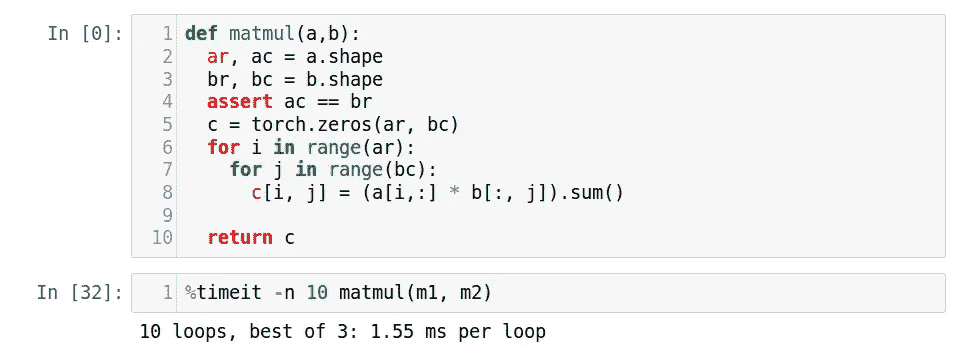 In [0]:
1 def matmul(a,b):
2   ar, ac = a.shape
3   br, bc = b.shape
4   assert ac == br
5   c = torch.zeros(ar, bc)
6   for i in range(ar):
7     for j in range(bc):
8       c[i, j] = (a[i,:] * b[:, j]).sum()
9
10   return c
In [32]:
1 %timeit -n 10 matmul(m1, m2)
10 loops, best of 3: 1.55 ms per loop